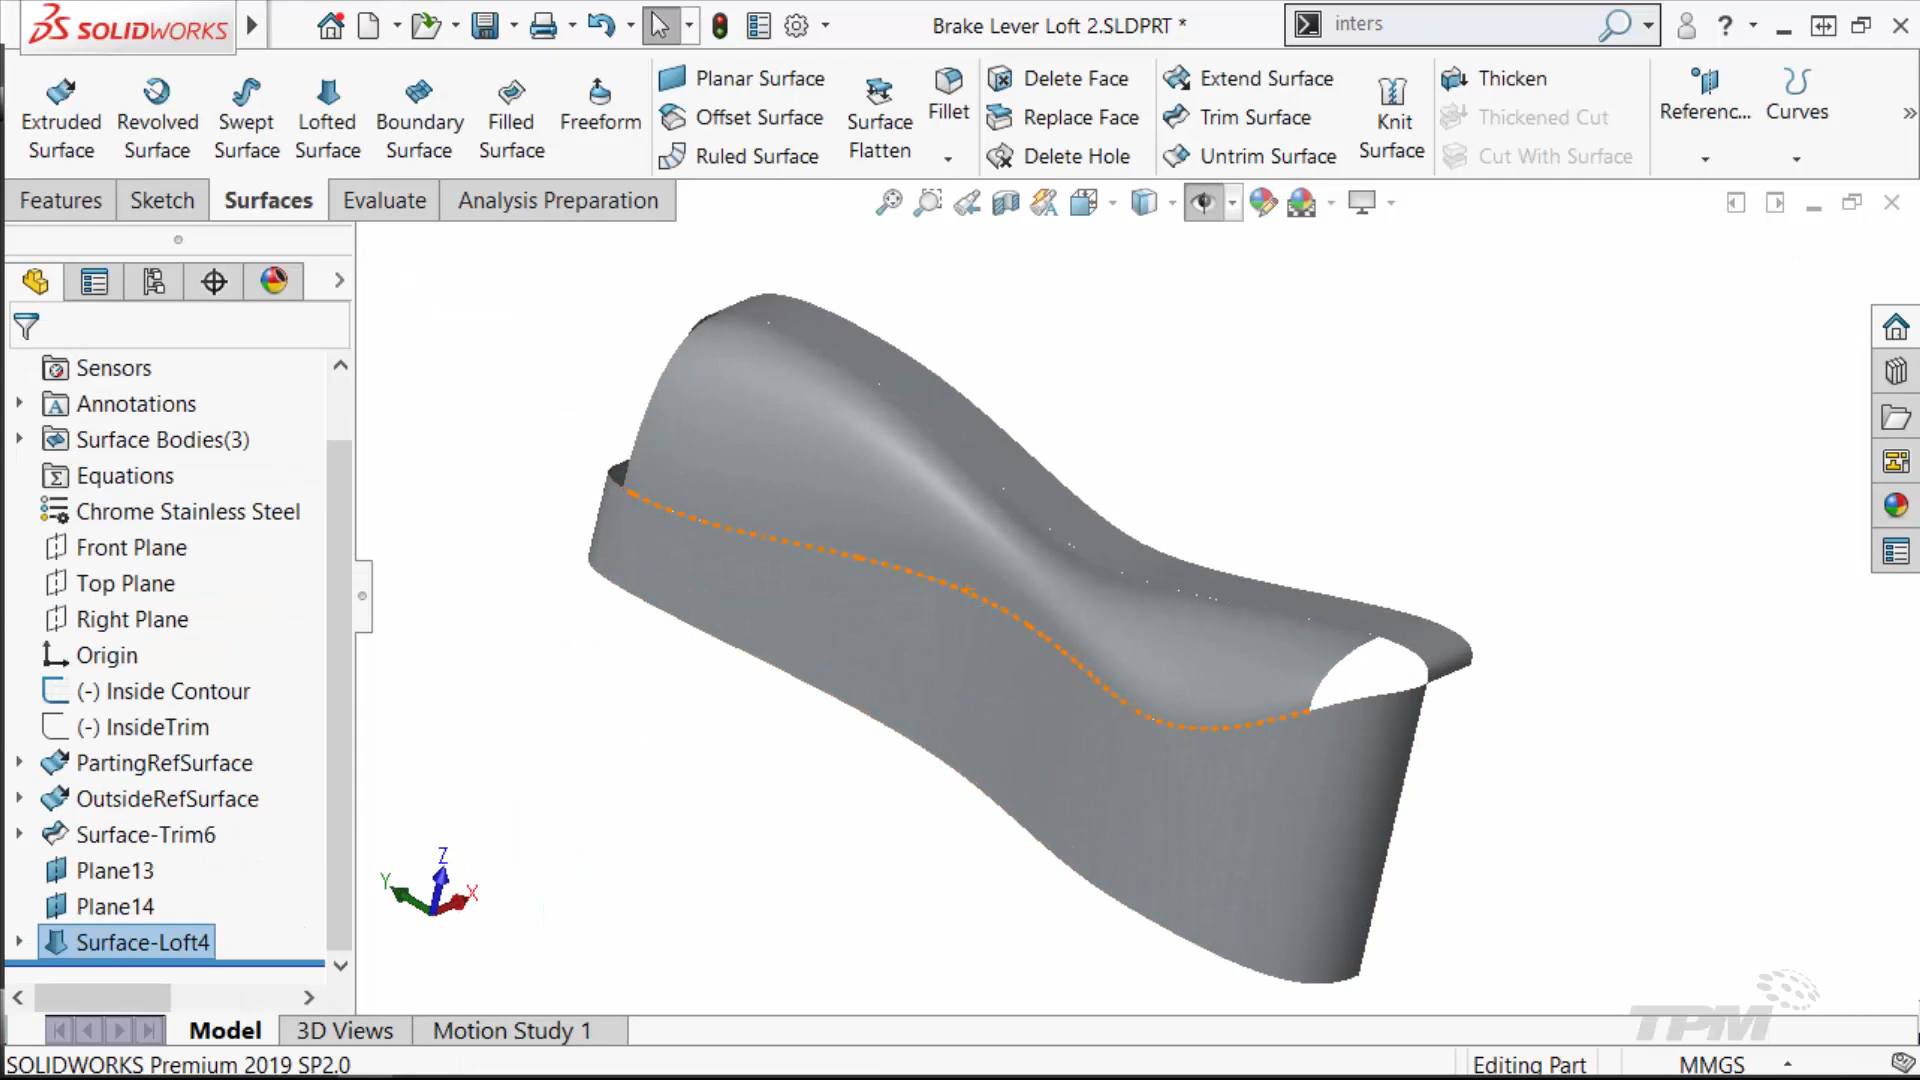 SOLIDWORKS
Brake Lever Loft 2.SLDPRT *
inters
?
Extruded Surface
Revolved Surface
Swept Surface
Lofted Surface
Boundary Surface
Filled Surface
Freeform
Planar Surface
Offset Surface
Ruled Surface
Surface Flatten
Fillet
Delete Face
Replace Face
Delete Hole
Extend Surface
Trim Surface
Untrim Surface
Knit Surface
Thicken
Thickened Cut
Cut With Surface
Referenc...
Curves
Features
Sketch
Surfaces
Evaluate
Analysis Preparation
Sensors
Annotations
Surface Bodies(3)
Equations
Chrome Stainless Steel
Front Plane
Top Plane
Right Plane
Origin
(-) Inside Contour
(-) InsideTrim
PartingRefSurface
OutsideRefSurface
Surface-Trim6
Plane13
Plane14
Surface-Loft4
Z
Y
X
TPM
Model
3D Views
Motion Study 1
SOLIDWORKS Premium 2019 SP2.0
Editing Part
MMGS